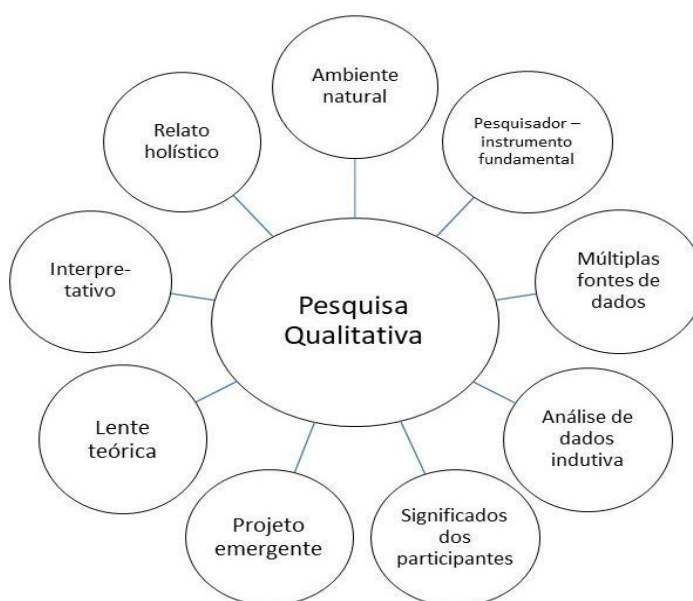 Ambiente
natural
Pesquisador –
instrumento
fundamental
Múltiplas
fontes de
dados
Análise de
dados
indutiva
Significados
dos
participantes
Projeto
emergente
Lente
teórica
Interpre-
tativo
Relato
holístico
Pesquisa
Qualitativa